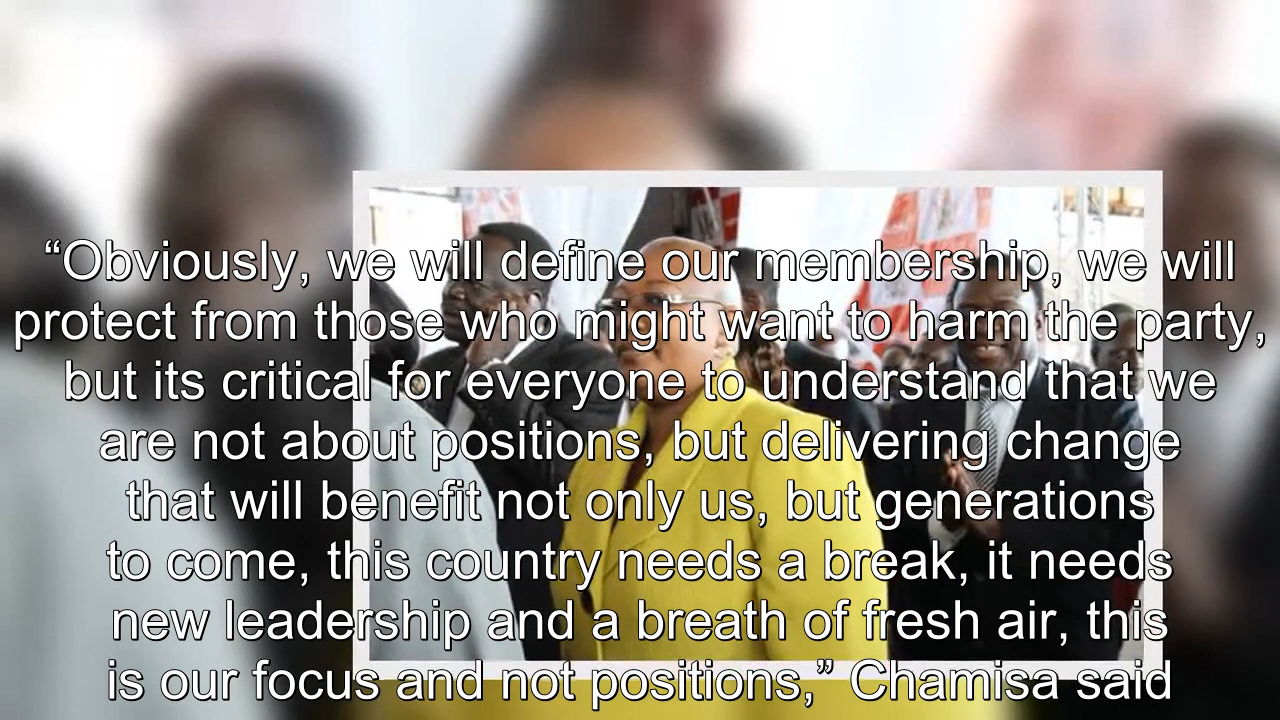 “Obviously, we will define our membership, we will
protect from those who might want to harm the party,
but its critical for everyone to understand that we
are not about positions, but delivering change
that will benefit not only us, but generations
to come, this country needs a break, it needs
new leadership and a breath of fresh air, this
is our focus and not positions,” Chamisa said